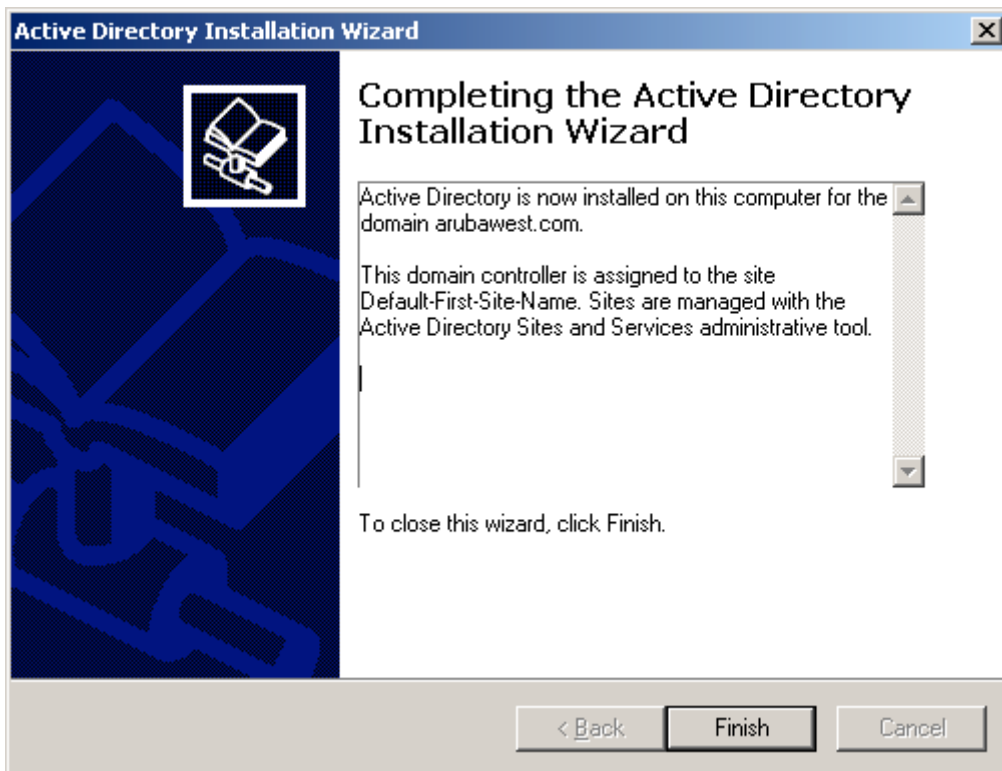 Active Directory Installation Wizard
Completing the Active Directory
Installation Wizard
Active Directory is now installed on this computer for the
domain arubawest.com.
This domain controller is assigned to the site
Default-First-Site-Name. Sites are managed with the
Active Directory Sites and Services administrative tool.
To close this wizard, click Finish.
< Back
Finish
Cancel